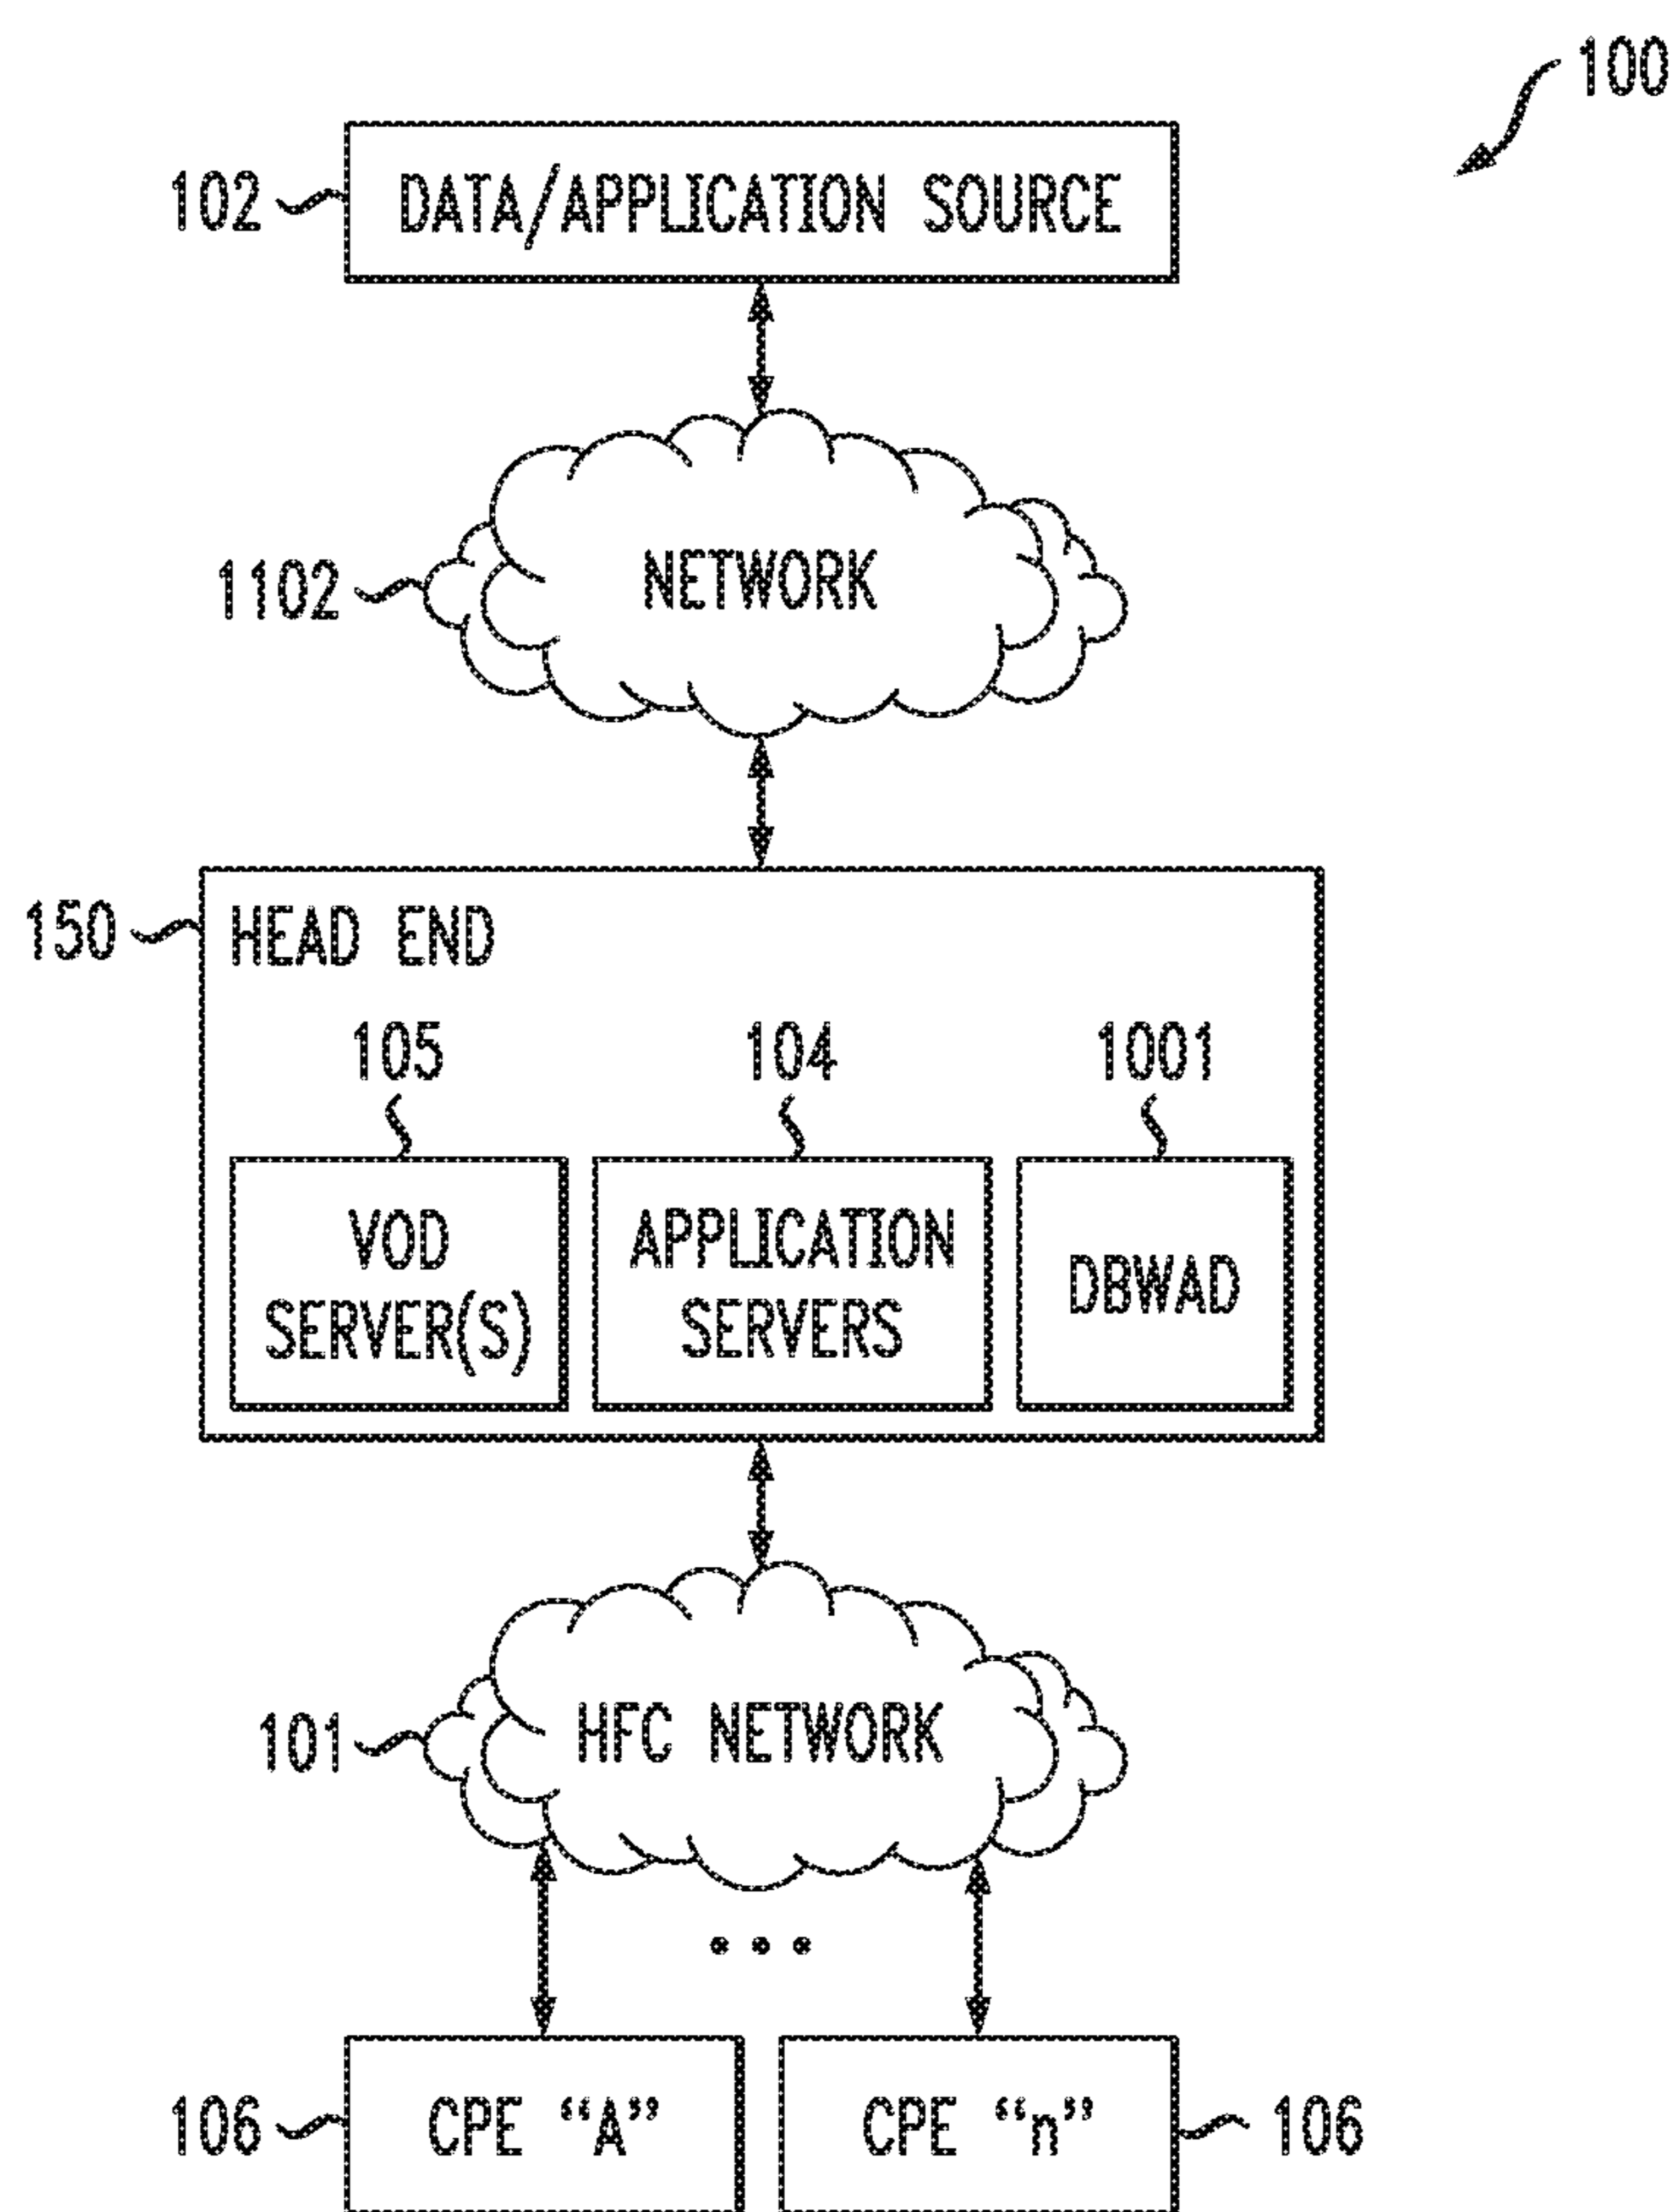 100
102 DATA/APPLICATION SOURCE
1102 NETWORK
150 HEAD END
105 104 1001
VOD
SERVER(S)
APPLICATION
SERVERS
DBWAD
101 HFC NETWORK
106 CPE “A” CPE “n” 106